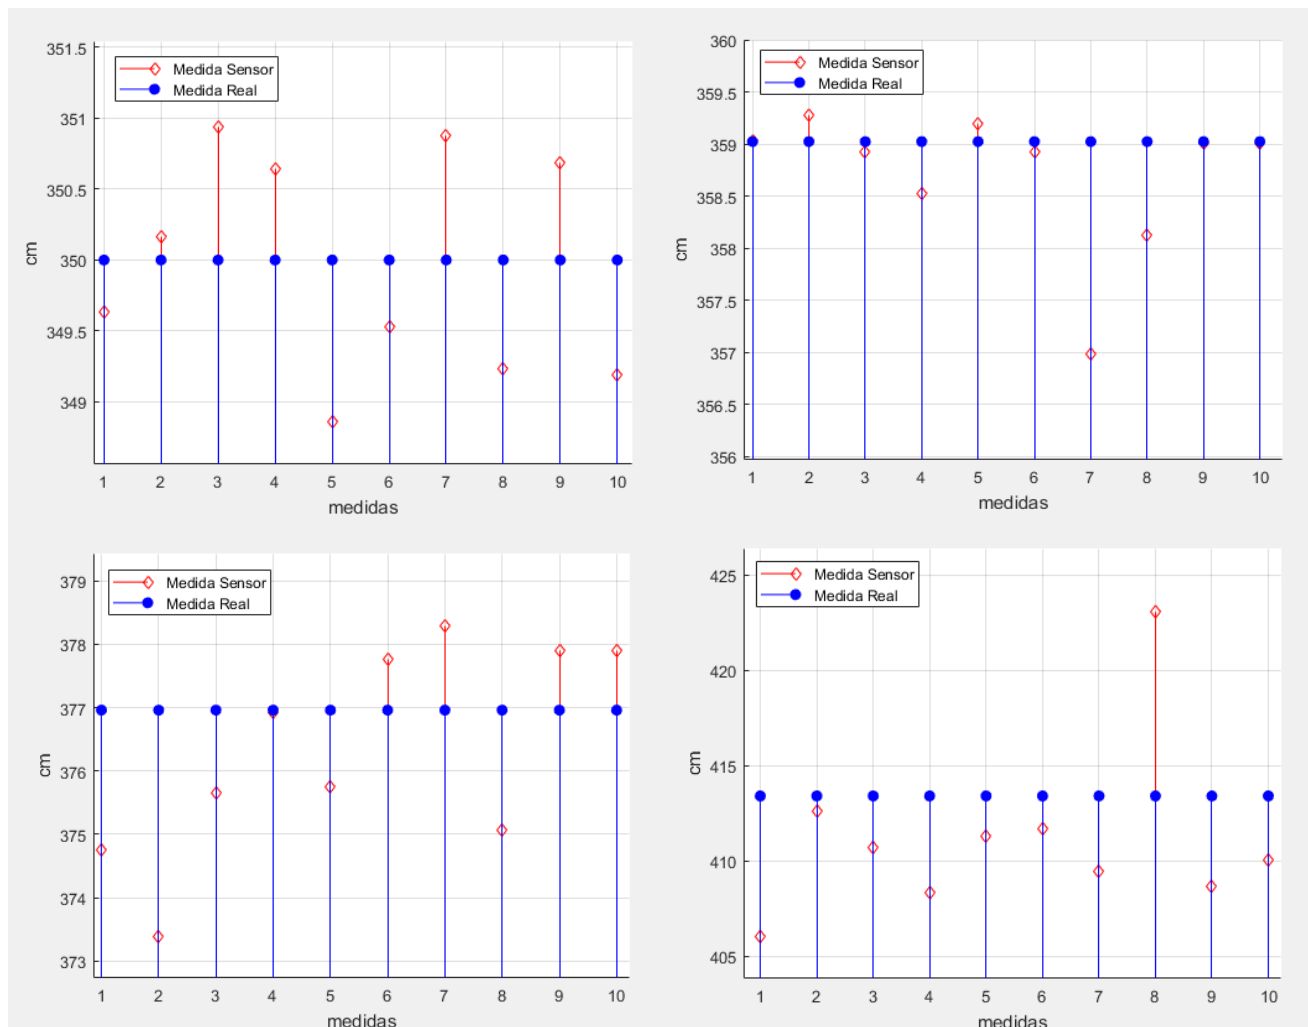 351.5
351
350.5
350
349.5
349
cm
Medida Sensor
Medida Real
1 2 3 4 5 6 7 8 9 10
medidas
360
359.5
359
358.5
358
357.5
357
356.5
356
cm
Medida Sensor
Medida Real
1 2 3 4 5 6 7 8 9 10
medidas
379
378
377
376
375
374
373
cm
Medida Sensor
Medida Real
1 2 3 4 5 6 7 8 9 10
medidas
425
420
415
410
405
cm
Medida Sensor
Medida Real
1 2 3 4 5 6 7 8 9 10
medidas